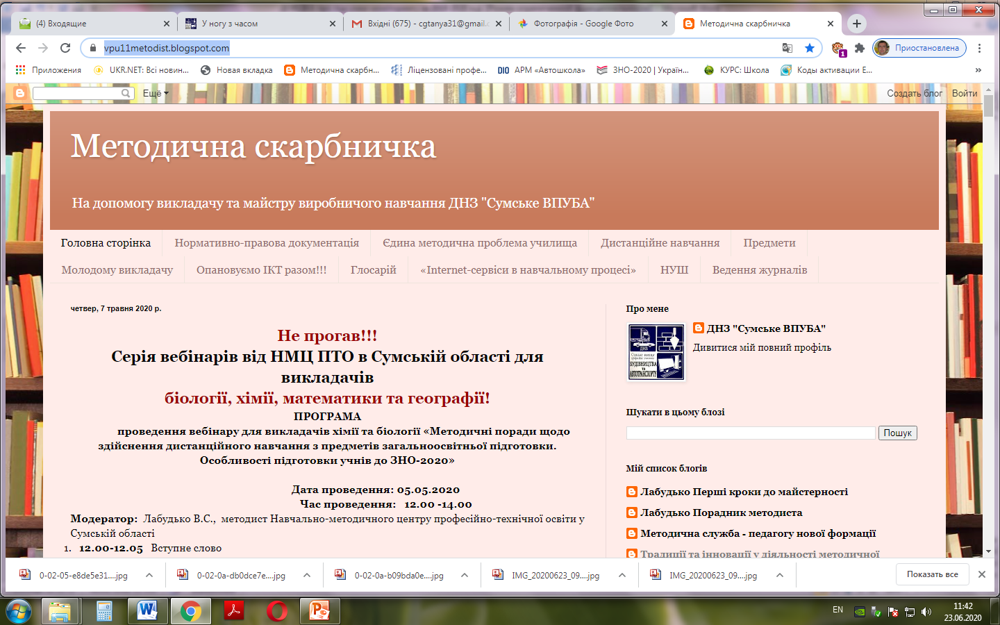 (4) Входящие
У ногу з часом
Вхідні (675) - cgtanya31@gmail.c
Фотографія - Google Фото
Методична скарбничка
vpu11metodist.blogspot.com
1
Приостановлена
Приложения
UKR.NET: Всі новин...
Новая вкладка
Методична скарбн...
Ліцензовані профе...
DIO АРМ «Автошкола»
ЗНО-2020 | Україн...
КУРС: Школа
Коды активации E...
»
Ещё
Создать блог
Войти
Методична скарбничка
На допомогу викладачу та майстру виробничого навчання ДНЗ "Сумське ВПУБА"
Головна сторінка
Нормативно-правова документація
Єдина методична проблема училища
Дистанційне навчання
Предмети
Молодому викладачу
Опановуємо ІКТ разом!!!
Глосарій
«Internet-сервіси в навчальному процесі»
НУШ
Ведення журналів
четвер, 7 травня 2020 р.
Не прогав!!!
Серія вебінарів від НМЦ ПТО в Сумській області для
викладачів
біології, хімії, математики та географії!
ПРОГРАМА
проведення вебінару для викладачів хімії та біології «Методичні поради щодо
здійснення дистанційного навчання з предметів загальноосвітньої підготовки.
Особливості підготовки учнів до ЗНО-2020»
Дата проведення: 05.05.2020
Час проведення: 12.00 -14.00
Модератор: Лабудько В.С., методист Навчально-методичного центру професійно-технічної освіти у
Сумській області
1. 12.00-12.05 Вступне слово
Про мене
ДНЗ
БУДІВНИЦТВА
ТА
АВТОТРАНСПОРТУ
ДНЗ "Сумське ВПУБА"
Дивитися мій повний профіль
Шукати в цьому блозі
Пошук
Мій список блогів
Лабудько Перші кроки до майстерності
Лабудько Порадник методиста
Методична служба - педагогу нової формації
Традиції та інновації у діяльності методичної
0-02-05-e8de5e31....jpg
0-02-0a-db0dce7e....jpg
0-02-0a-b09bda0e....jpg
IMG_20200623_09....jpg
IMG_20200623_09....jpg
Показать все
EN
11:42
23.06.2020